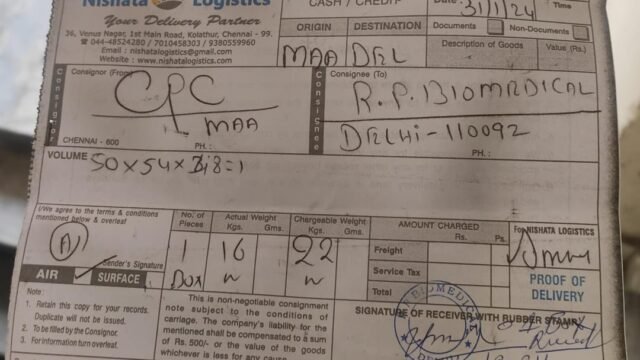 Nishata Logistics
Your Delivery Partner
36, Venus Nagar, 1st Main Road, Kolathur, Chennai - 99.
☎ 044-48524280 / 7010458303 / 9380559960
Email : nishatalogistics@gmail.com
Website : www.nishatalogistics.com
CASH / CREDIT
Date : 31/1/24
Time
ORIGIN DESTINATION
MAA DEL
Documents Non-Documents
Description of Goods Value (Rs.)
Consignor
Consignor (From)
CPC
MAA
CHENNAI - 600 PH. :
Consignee
Consignee (To)
R.P. BIOMEDICAL
DELHI-110092
PH. :
VOLUME
50 x 54 x
I/We agree to the terms & conditions
mentioned below & overleaf
Sender's Signature
AIR SURFACE
No. of Pieces
1
Actual Weight
Kgs. Gms.
16
Chargeable Weight
Kgs. Gms.
22
AMOUNT CHARGED
Rs. Ps.
Freight
Service Tax
Total
For NISHATA LOGISTICS
PROOF OF
DELIVERY
Note :
1. Retain this copy for your records.
Duplicate will not be issued.
2. To be filled by the Consignor.
3. For information turn overleaf.
This is non-negotiable consignment
note subject to the conditions of
carriage. The company's liability for the
mentioned shall be compensated to a sum
of Rs. 500/- or the value of the goods
whichever is less for any cause
SIGNATURE OF RECEIVER WITH RUBBER STAMP
BIOMEDIC